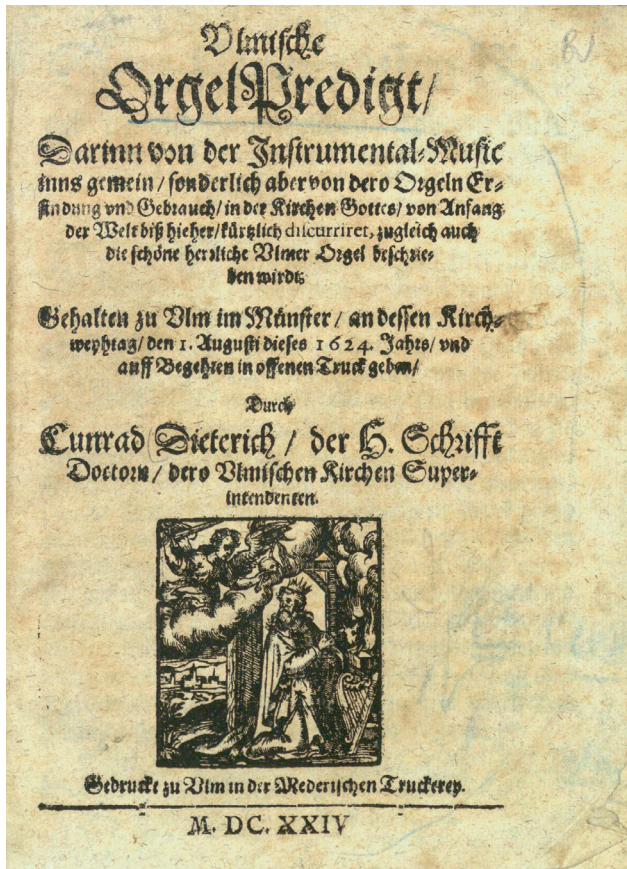 Vlmische
OrgelPredigt/
Darinn von der Instrumental-Music
inns gemein / sonderlich aber von dero Orgeln Er-
findung vnd Gebrauch / in der Kirchen Gottes / von Anfang
der Welt biß hieher / kürtzlich discurriret, zugleich auch
die schöne herzliche Vlmer Orgel beschrie-
ben wirdt;
Gehalten zu Vlm im Münster / an dessen Kirch-
weyhtag / den 1. Augusti dieses 1624. Jahrs / vnd
auff Begehren in offenen Truck geben /
Durch
Cunrad Dieterich / der H. Schrifft
Doctorn / dero Vlmischen Kirchen Super-
intendenten.
Gedruckt zu Vlm in der Mederischen Truckerey.
M. DC. XXIV